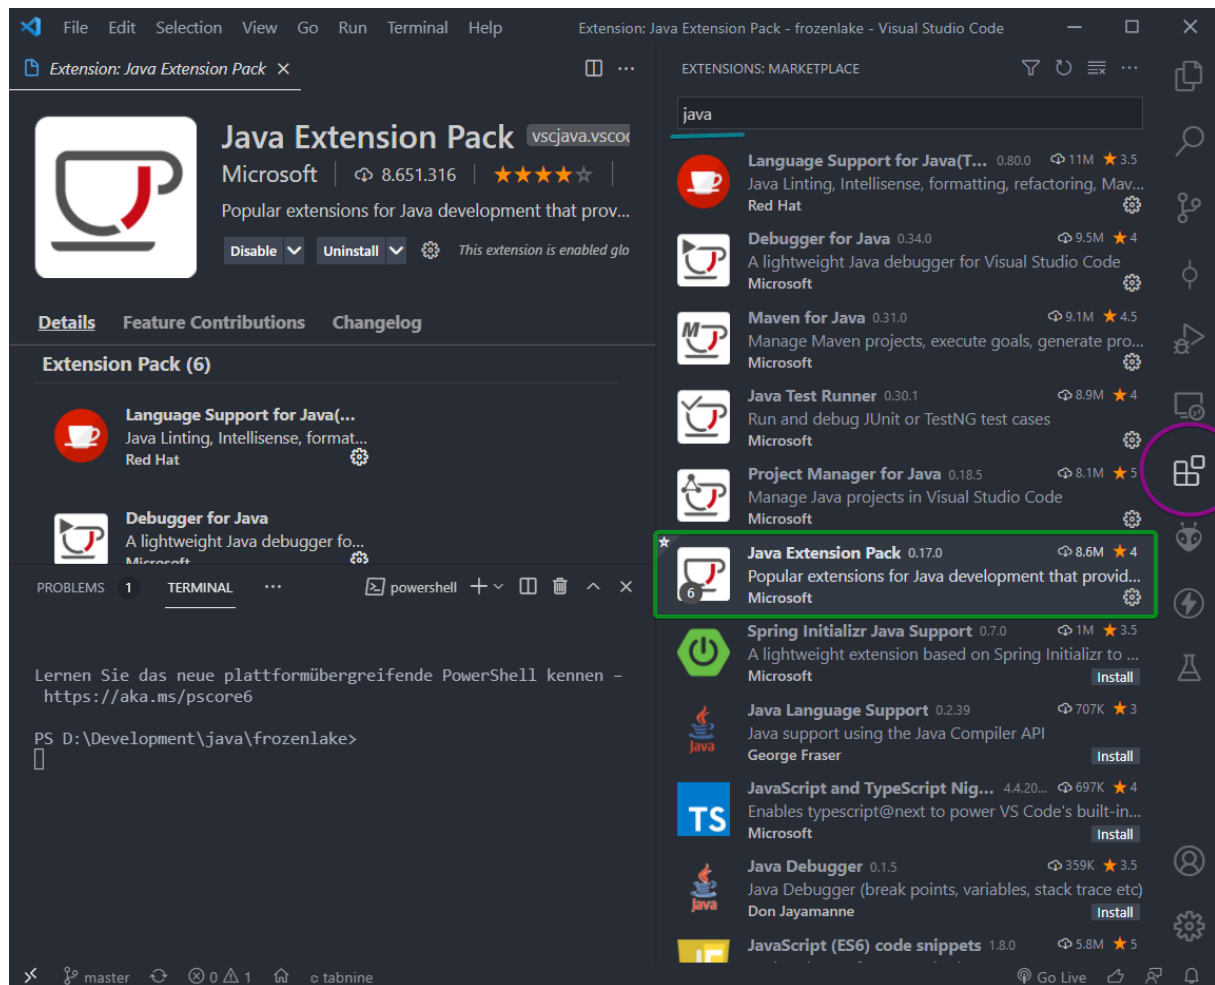 File Edit Selection View Go Run Terminal Help Extension: Java Extension Pack - frozenlake - Visual Studio Code
Extension: Java Extension Pack
Java Extension Pack vscjava.vscod
Microsoft 8.651.316
Popular extensions for Java development that prov...
Disable Uninstall This extension is enabled glo
Details Feature Contributions Changelog
Extension Pack (6)
Language Support for Java(...
Java Linting, Intellisense, format...
Red Hat
Debugger for Java
A lightweight Java debugger fo...
Microsoft
PROBLEMS 1 TERMINAL ... powershell
Lernen Sie das neue plattformübergreifende PowerShell kennen –
https://aka.ms/pscore6
PS D:\Development\java\frozenlake>
EXTENSIONS: MARKETPLACE
java
Language Support for Java(T... 0.80.0 11M 3.5
Java Linting, Intellisense, formatting, refactoring, Mav...
Red Hat
Debugger for Java 0.34.0 9.5M 4
A lightweight Java debugger for Visual Studio Code
Microsoft
M
Maven for Java 0.31.0 9.1M 4.5
Manage Maven projects, execute goals, generate pro...
Microsoft
Java Test Runner 0.30.1 8.9M 4
Run and debug JUnit or TestNG test cases
Microsoft
Project Manager for Java 0.18.5 8.1M 5
Manage Java projects in Visual Studio Code
Microsoft
6
Java Extension Pack 0.17.0 8.6M 4
Popular extensions for Java development that provid...
Microsoft
Spring Initializr Java Support 0.7.0 1M 3.5
A lightweight extension based on Spring Initializr to ...
Microsoft Install
Java
Java Language Support 0.2.39 707K 3
Java support using the Java Compiler API
George Fraser Install
TS
JavaScript and TypeScript Nig... 4.4.20... 697K 4
Enables typescript@next to power VS Code's built-in...
Microsoft Install
Java
Java Debugger 0.1.5 359K 3.5
Java Debugger (break points, variables, stack trace etc)
Don Jayamanne Install
JavaScript (ES6) code snippets 1.8.0 5.8M 5
master 0 1 tabnine Go Live